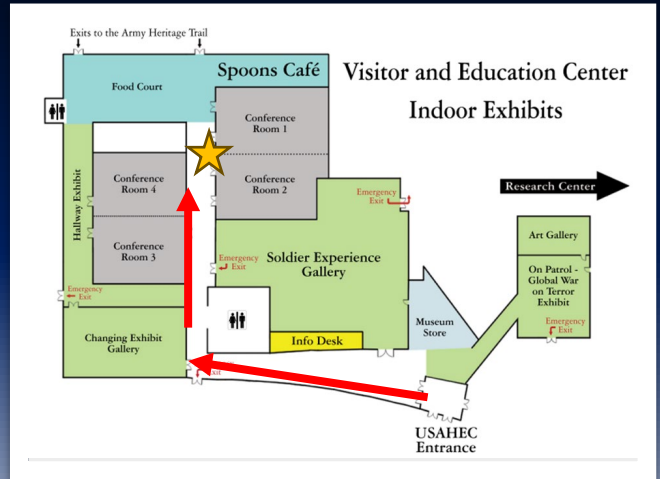 Exits to the Army Heritage Trail
Spoons Café
Food Court
Visitor and Education Center
Indoor Exhibits
Conference
Room 1
Conference
Room 4
Conference
Room 2
Hallway Exhibit
Emergency
Exit
Research Center
Conference
Room 3
Soldier Experience
Gallery
Emergency
Exit
Art Gallery
On Patrol -
Global War
on Terror
Exhibit
Emergency
Exit
Emergency
Exit
Changing Exhibit
Gallery
Info Desk
Museum
Store
Exit
USAHEC
Entrance